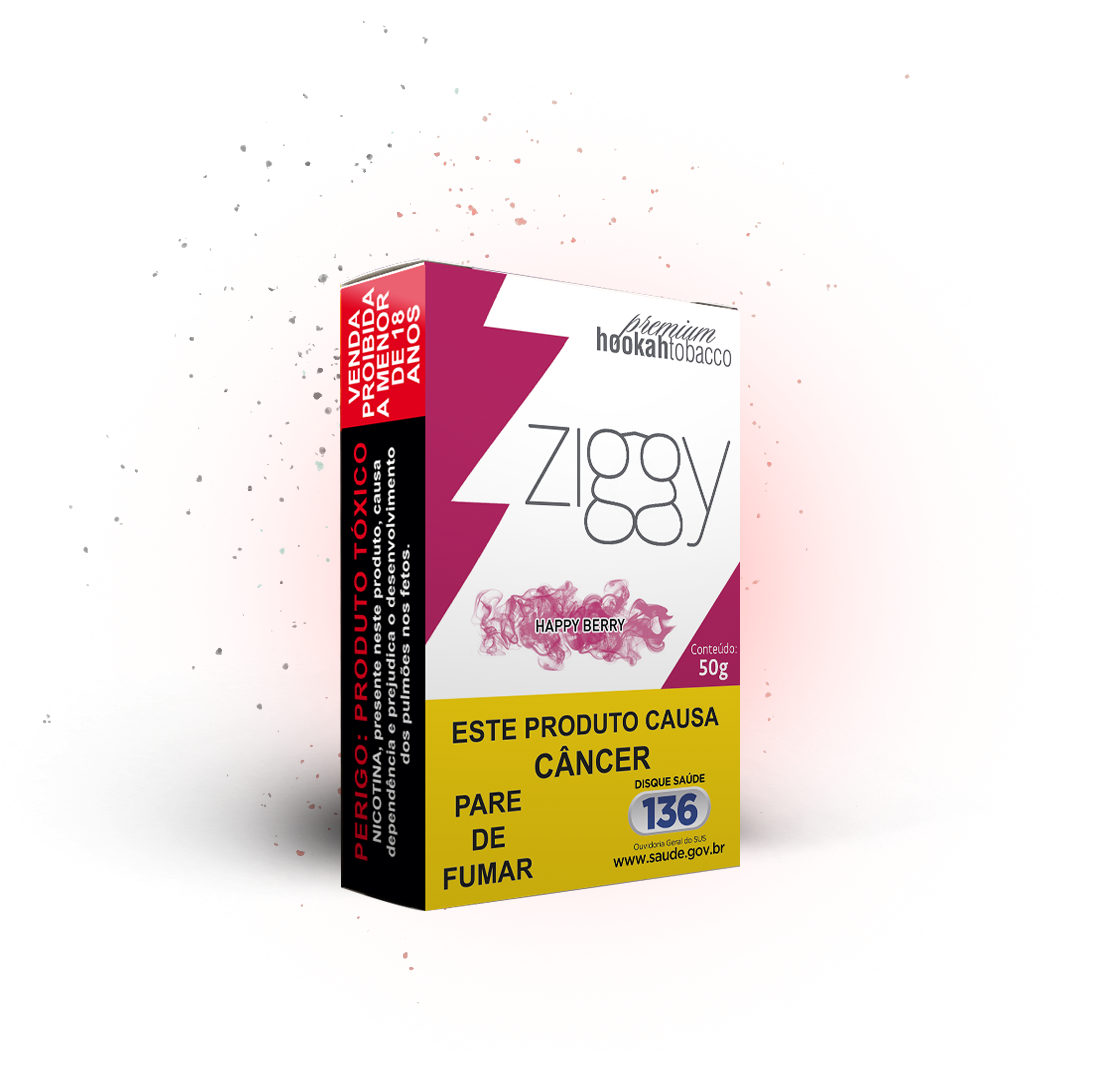 VENDA
PROIBIDA
A MENOR
DE 18
ANOS
PERIGO: PRODUTO TÓXICO
NICOTINA, presente neste produto, causa
dependência e prejudica o desenvolvimento
dos pulmões nos fetos.
premium
hookahtobacco
ziggy
HAPPY BERRY
Conteúdo:
50g
ESTE PRODUTO CAUSA
CÂNCER
PARE
DE
FUMAR
DISQUE SAÚDE
136
Ouvidoria Geral do SUS
www.saude.gov.br